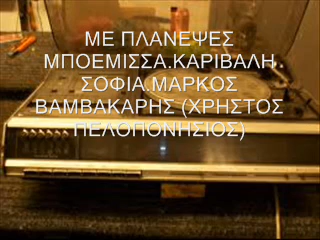 ΜΕ ΠΛΑΝΕΨΕΣ
ΜΠΟΕΜΙΣΣΑ.ΚΑΡΙΒΑΛΗ
ΣΟΦΙΑ.ΜΑΡΚΟΣ
ΒΑΜΒΑΚΑΡΗΣ (ΧΡΗΣΤΟΣ
ΠΕΛΟΠΟΝΗΣΙΟΣ)